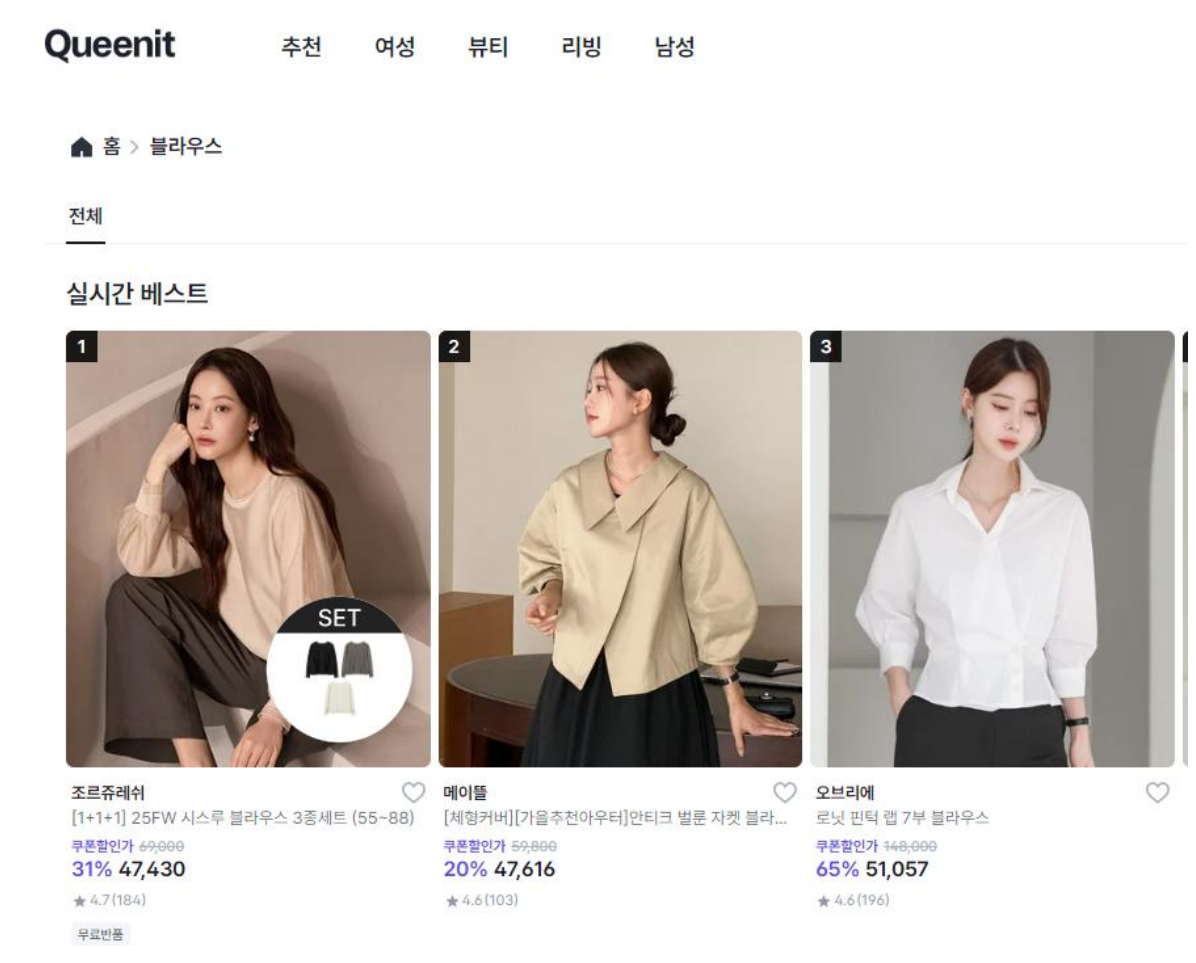 Queenit
추천 여성 뷰티 리빙 남성
홈 > 블라우스
전체
실시간 베스트
1
SET
조르쥬레쉬
[1+1+1] 25FW 시스루 블라우스 3종세트 (55~88)
쿠폰할인가 69,000
31% 47,430
★ 4.7(184)
무료반품
2
메이뜰
[체형커버][가을추천아우터]안티크 벌룬 자켓 블라...
쿠폰할인가 59,800
20% 47,616
★ 4.6(103)
3
오브리에
로닛 핀턱 랩 7부 블라우스
쿠폰할인가 148,000
65% 51,057
★ 4.6(196)